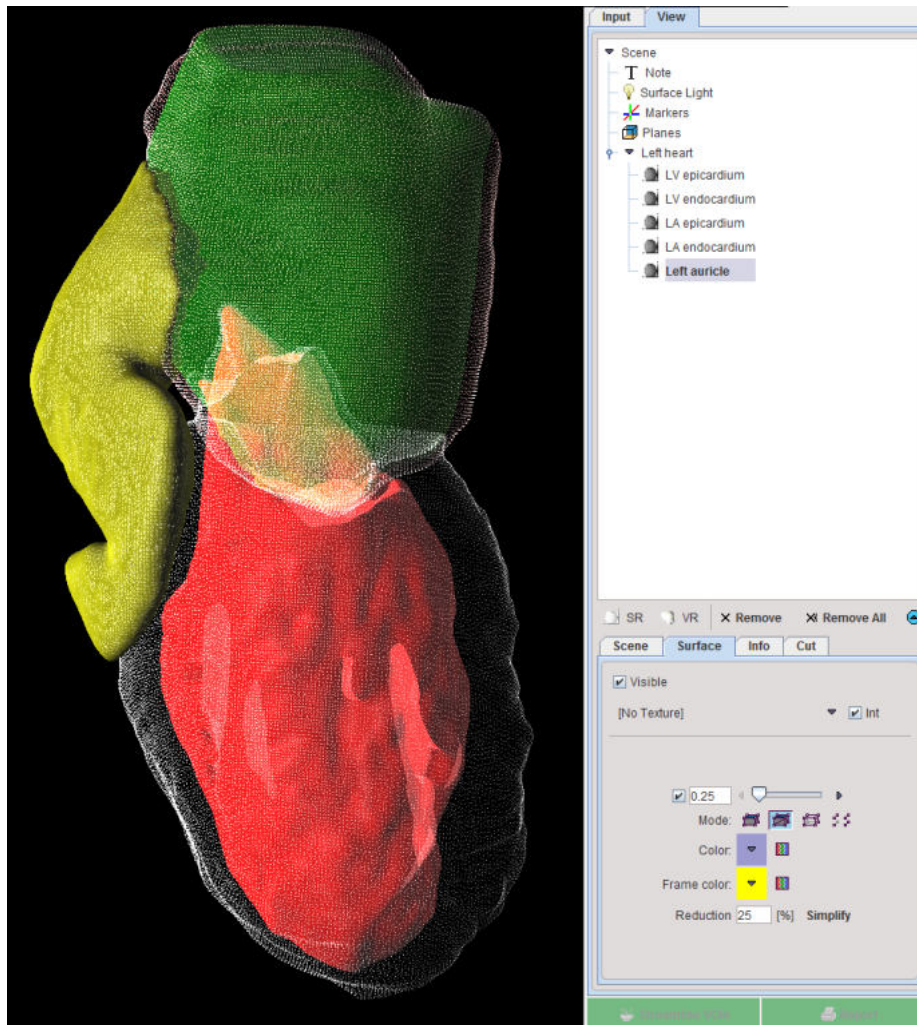 Input View
Scene
Note
Surface Light
Markers
Planes
Left heart
LV epicardium
LV endocardium
LA epicardium
LA endocardium
Left auricle
SR VR Remove Remove All
Scene Surface Info Cut
Visible
[No Texture] Int
0.25
Mode:
Color:
Frame color:
Reduction 25 [%] Simplify